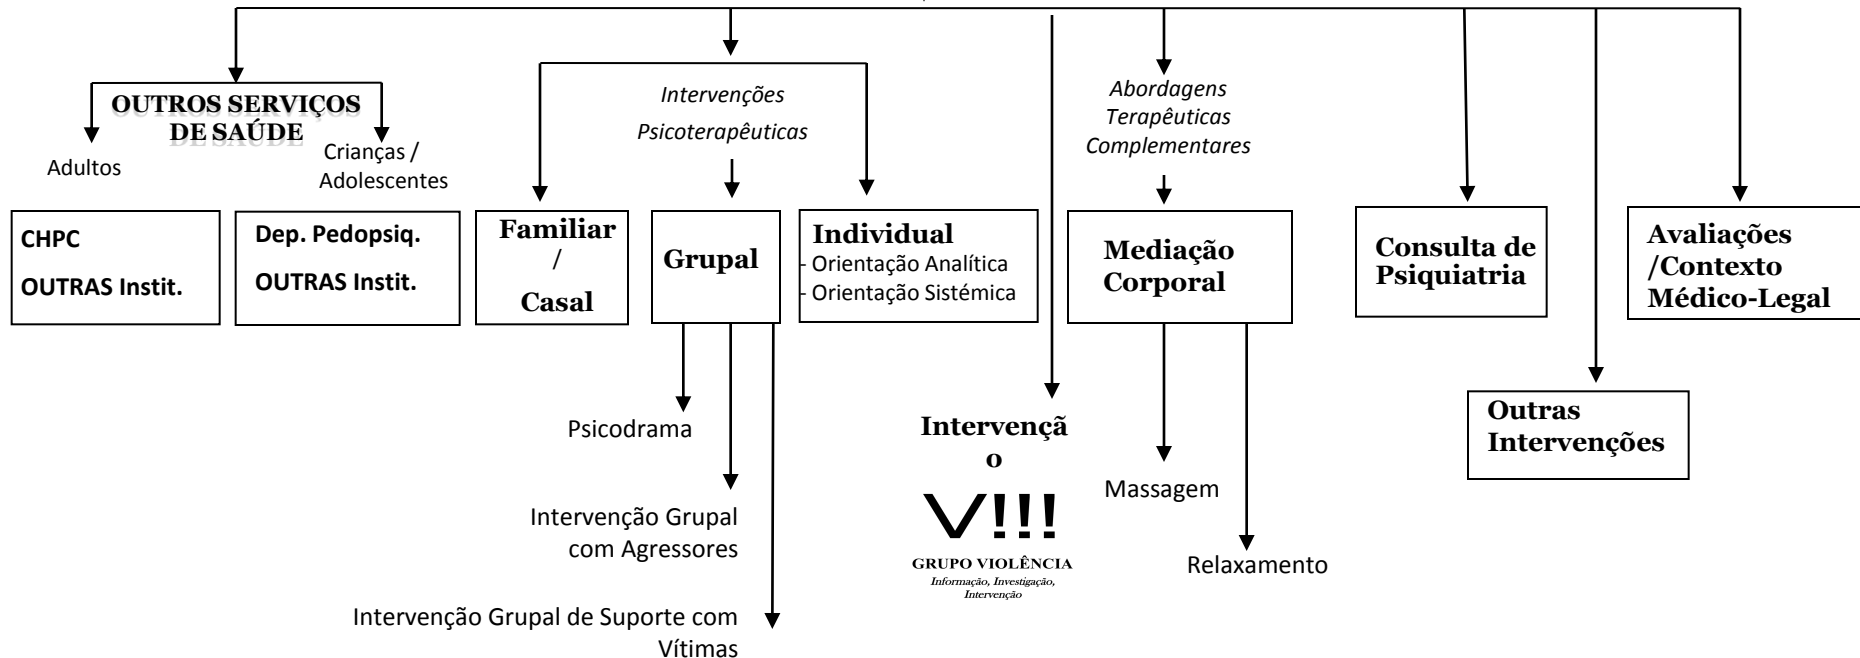 OUTROS SERVIÇOS
DE SAÚDE
Adultos
Crianças /
Adolescentes
CHPC
OUTRAS Instit.
Dep. Pedopsiq.
OUTRAS Instit.
Intervenções
Psicoterapêuticas
Familiar
/
Casal
Grupal
Individual
- Orientação Analítica
- Orientação Sistémica
Psicodrama
Intervenção Grupal
com Agressores
Intervenção Grupal de Suporte com
Vítimas
Intervençã
o
V!!!
GRUPO VIOLÊNCIA
Informação, Investigação,
Intervenção
Abordagens
Terapêuticas
Complementares
Mediação
Corporal
Massagem
Relaxamento
Consulta de
Psiquiatria
Outras
Intervenções
Avaliações
/Contexto
Médico-Legal